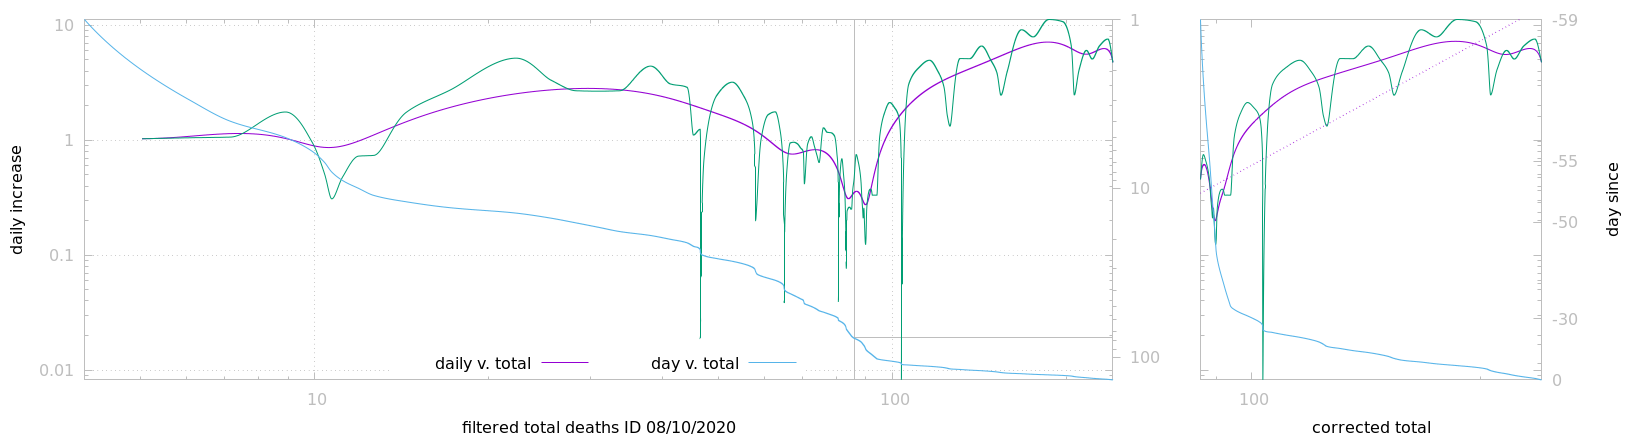 daily increase
10
1
0.1
0.01
daily v. total
day v. total
10
100
filtered total deaths ID 08/10/2020
1
10
100
100
corrected total
-59
-55
-50
-30
0
day since